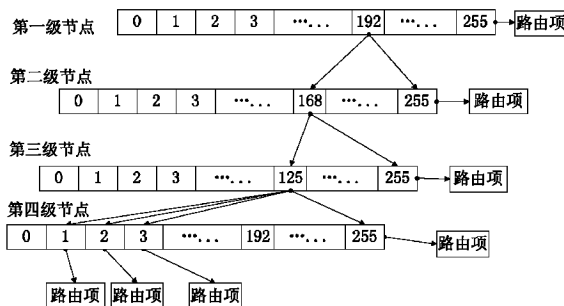 第一级节点 0 1 2 3 …... 192 …... 255 路由项
第二级节点
0 1 2 3 …... 168 …... 255 路由项
第三级节点
0 1 2 3 …... 125 …... 255 路由项
第四级节点
0 1 2 3 …... 192 …... 255 路由项
路由项 路由项 路由项